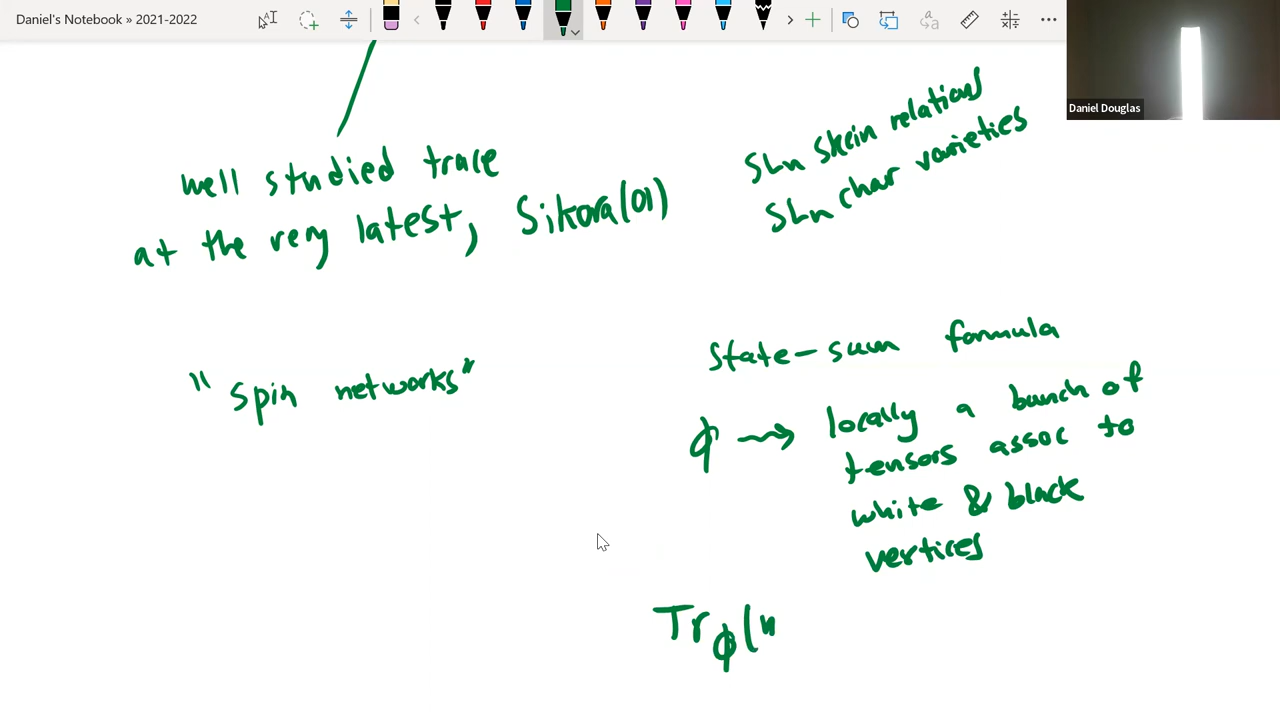 Daniel's Notebook » 2021-2022
Daniel Douglas
well studied trace
at the very latest, Sikora(01)
SLn skein relations
SLn char varieties
"spin networks"
state-sum formula
ϕ ⇝ locally a bunch of
tensors assoc to
white & black
vertices
Tr_ϕ(